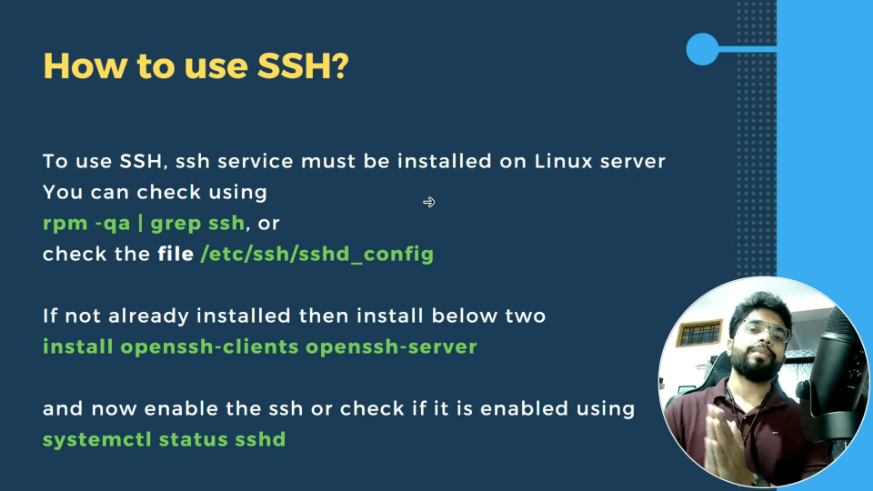 How to use SSH?
To use SSH, ssh service must be installed on Linux server
You can check using
rpm -qa | grep ssh, or
check the file /etc/ssh/sshd_config
If not already installed then install below two
install openssh-clients openssh-server
and now enable the ssh or check if it is enabled using
systemctl status sshd